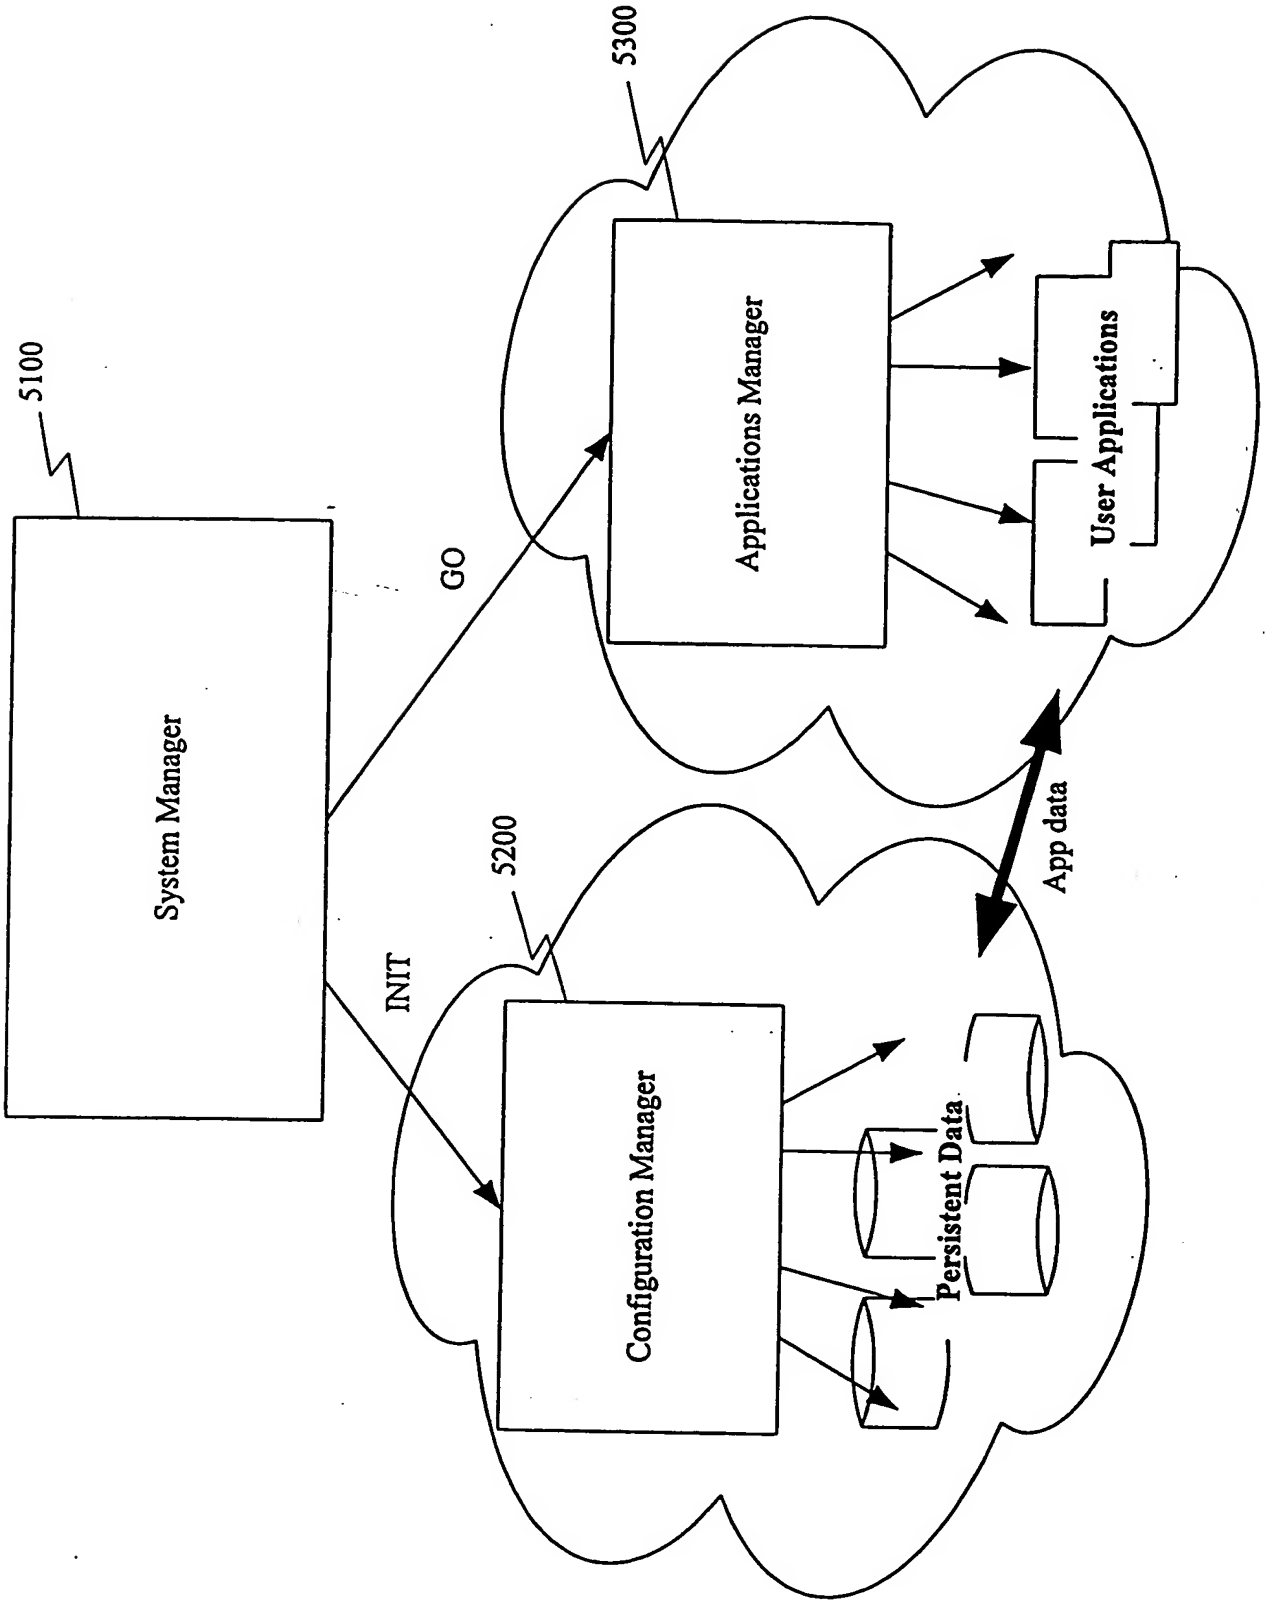 5100
System Manager
INIT
GO
5200
5300
Configuration Manager
Applications Manager
Persistent Data
User Applications
App data